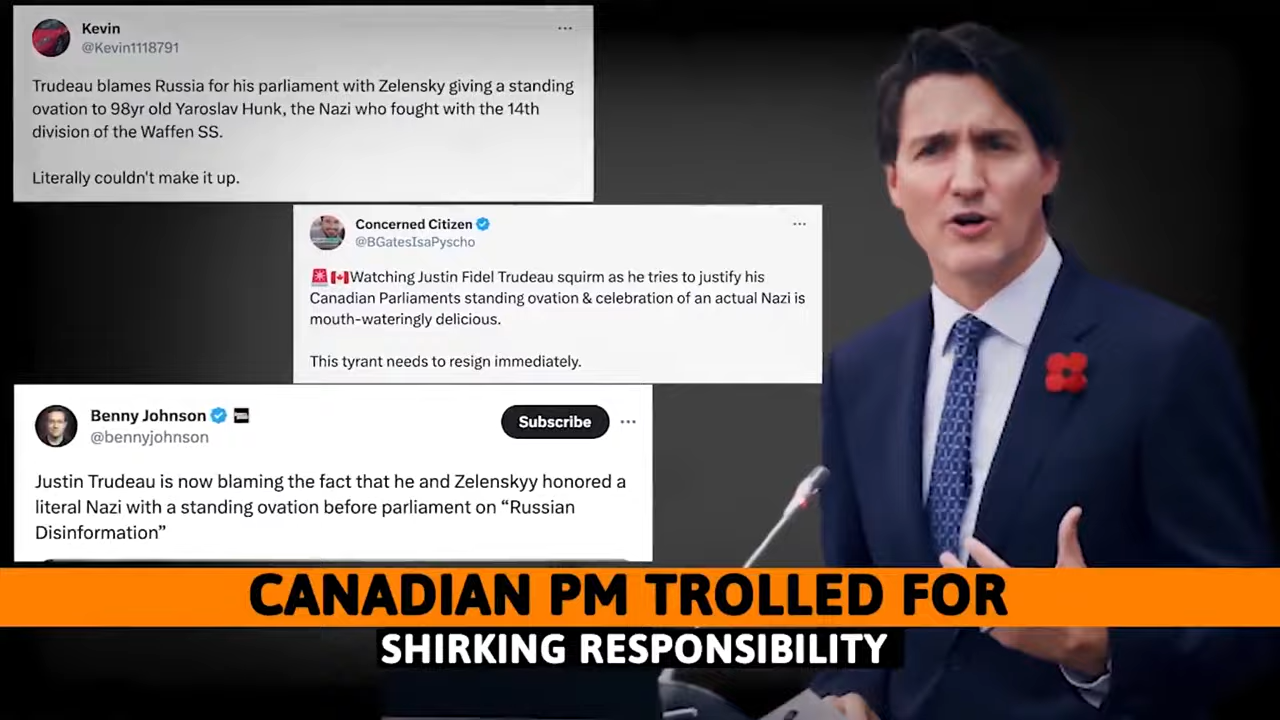 Kevin
@Kevin1118791
Trudeau blames Russia for his parliament with Zelensky giving a standing
ovation to 98yr old Yaroslav Hunk, the Nazi who fought with the 14th
division of the Waffen SS.
Literally couldn't make it up.
Concerned Citizen
@BGatesIsaPyscho
🚨🇨🇦Watching Justin Fidel Trudeau squirm as he tries to justify his
Canadian Parliaments standing ovation & celebration of an actual Nazi is
mouth-wateringly delicious.
This tyrant needs to resign immediately.
Benny Johnson
@bennyjohnson
Subscribe
Justin Trudeau is now blaming the fact that he and Zelenskyy honored a
literal Nazi with a standing ovation before parliament on “Russian
Disinformation”
CANADIAN PM TROLLED FOR
SHIRKING RESPONSIBILITY